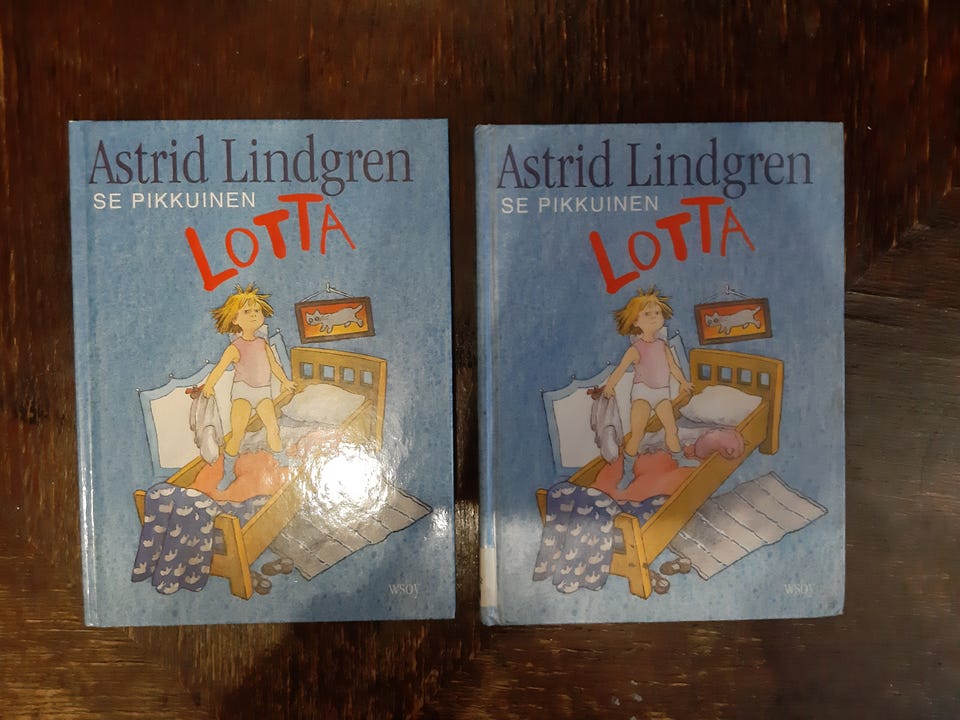 Astrid Lindgren
SE PIKKUINEN
LOTTA
wsoy
Astrid Lindgren
SE PIKKUINEN
LOTTA
wsoy